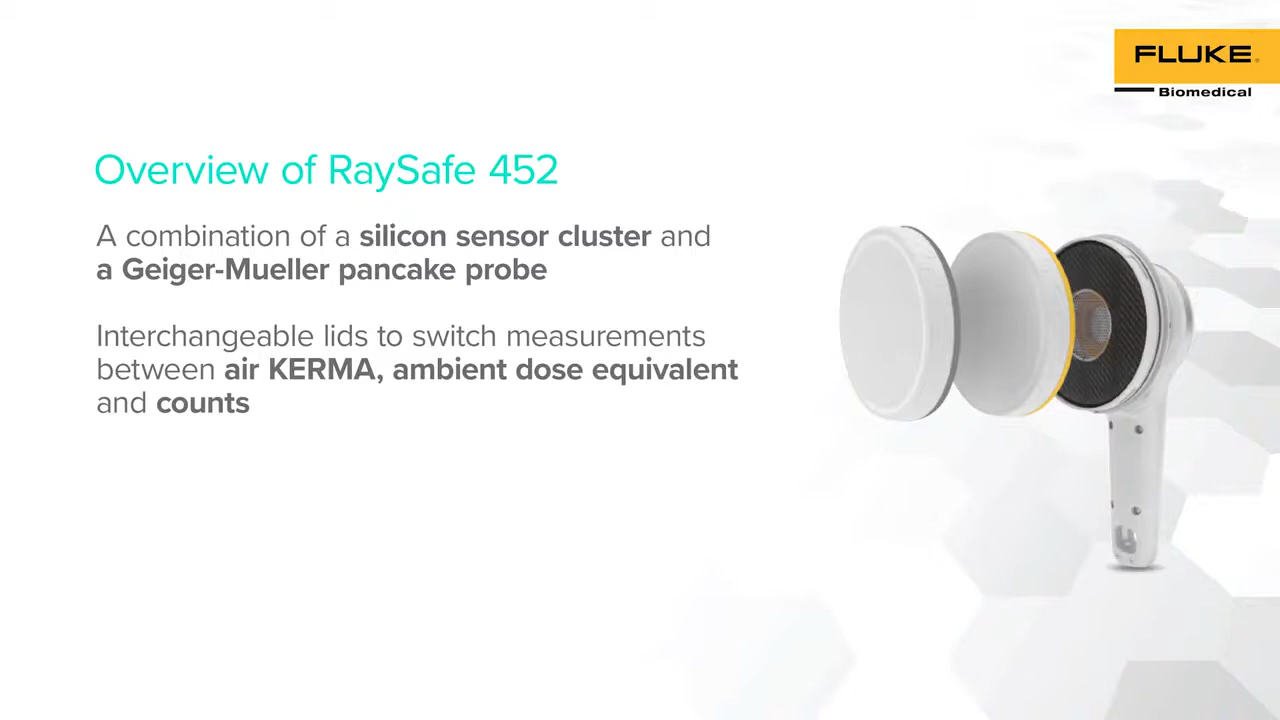 FLUKE®
Biomedical
Overview of RaySafe 452
A combination of a silicon sensor cluster and
a Geiger-Mueller pancake probe
Interchangeable lids to switch measurements
between air KERMA, ambient dose equivalent
and counts